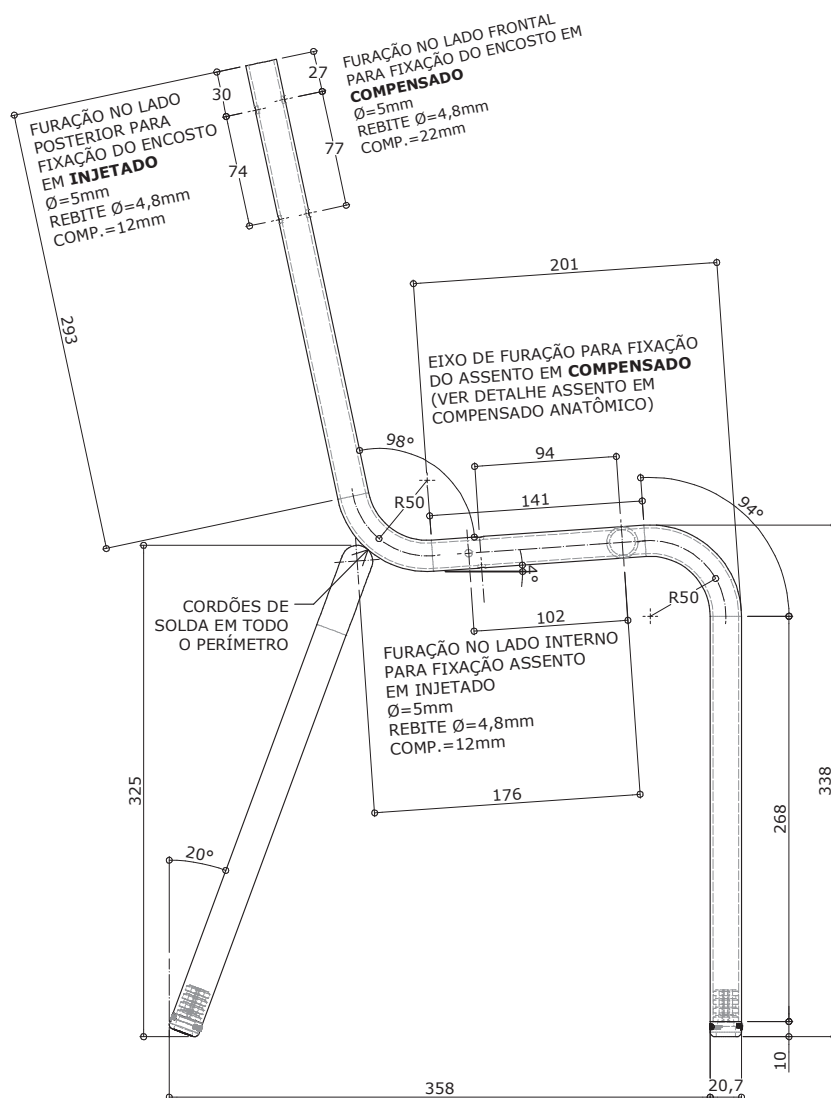 FURAÇÃO NO LADO FRONTAL
PARA FIXAÇÃO DO ENCOSTO EM
COMPENSADO
Ø=5mm
REBITE Ø=4,8mm
COMP.=22mm
27
30
77
74
FURAÇÃO NO LADO
POSTERIOR PARA
FIXAÇÃO DO ENCOSTO
EM INJETADO
Ø=5mm
REBITE Ø=4,8mm
COMP.=12mm
293
201
EIXO DE FURAÇÃO PARA FIXAÇÃO
DO ASSENTO EM COMPENSADO
(VER DETALHE ASSENTO EM
COMPENSADO ANATÔMICO)
98°
94
141
94°
R50
4°
R50
CORDÕES DE
SOLDA EM TODO
O PERÍMETRO
102
FURAÇÃO NO LADO INTERNO
PARA FIXAÇÃO ASSENTO
EM INJETADO
Ø=5mm
REBITE Ø=4,8mm
COMP.=12mm
176
325
338
268
20°
10
358
20,7